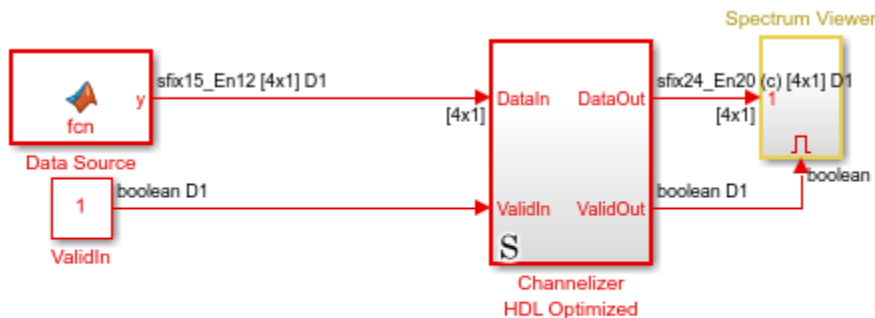 Spectrum Viewer
sfix15_En12 [4x1] D1
sfix24_En20 (c) [4x1] D1
fcn
y
DataIn
DataOut
1
[4x1]
[4x1]
Data Source
boolean D1
boolean D1
boolean
1
ValidIn
ValidOut
ValidIn
S
Channelizer
HDL Optimized